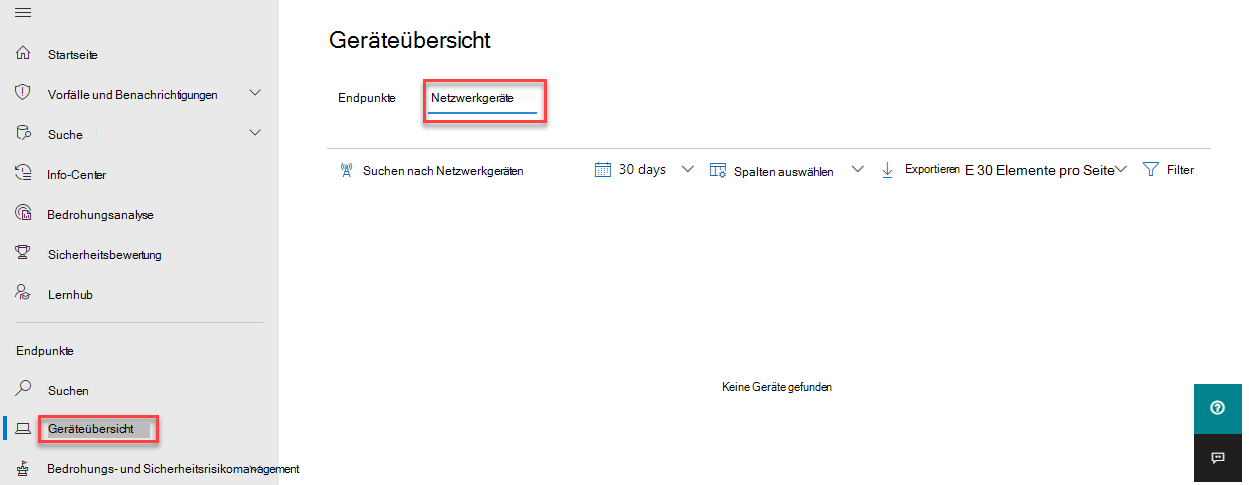 Startseite
Vorfälle und Benachrichtigungen
Suche
Info-Center
Bedrohungsanalyse
Sicherheitsbewertung
Lernhub
Endpunkte
Suchen
Geräteübersicht
Bedrohungs- und Sicherheitsrisikomanagement
Geräteübersicht
Endpunkte Netzwerkgeräte
Suchen nach Netzwerkgeräten 30 days Spalten auswählen Exportieren E 30 Elemente pro Seite Filter
Keine Geräte gefunden